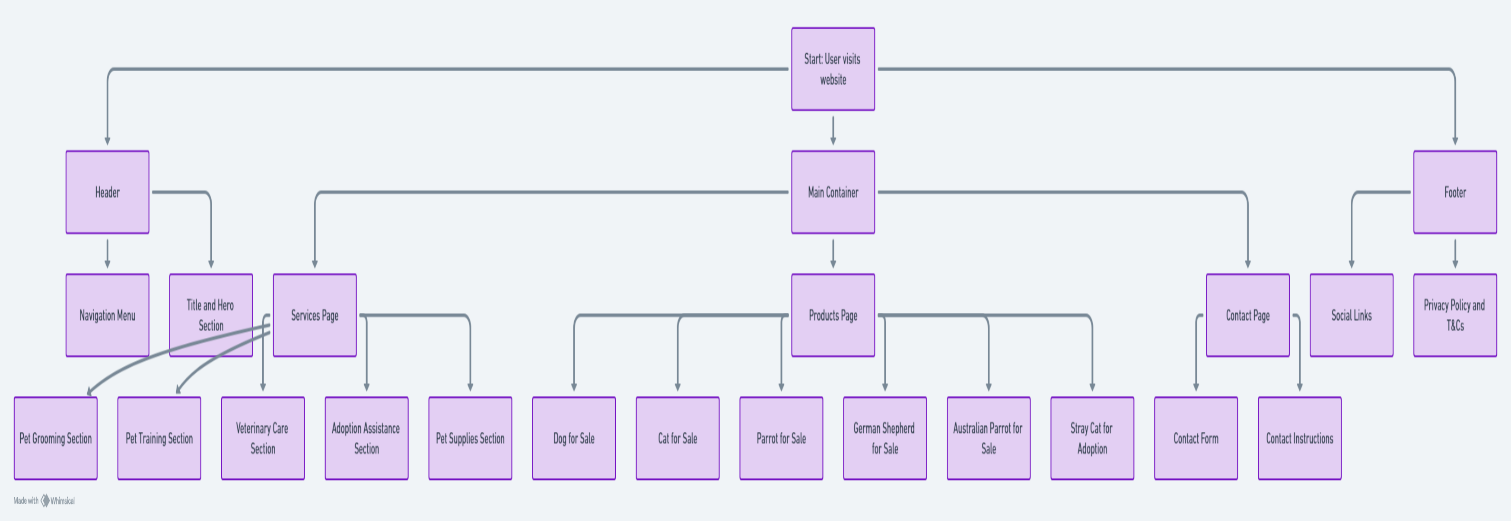 Start: User visits
website
Header
Main Container
Footer
Navigation Menu
Title and Hero
Section
Services Page
Products Page
Contact Page
Social Links
Privacy Policy and
T&Cs
Pet Grooming Section
Pet Training Section
Veterinary Care
Section
Adoption Assistance
Section
Pet Supplies Section
Dog for Sale
Cat for Sale
Parrot for Sale
German Shepherd
for Sale
Australian Parrot for
Sale
Stray Cat for
Adoption
Contact Form
Contact Instructions
Made with Whimsical